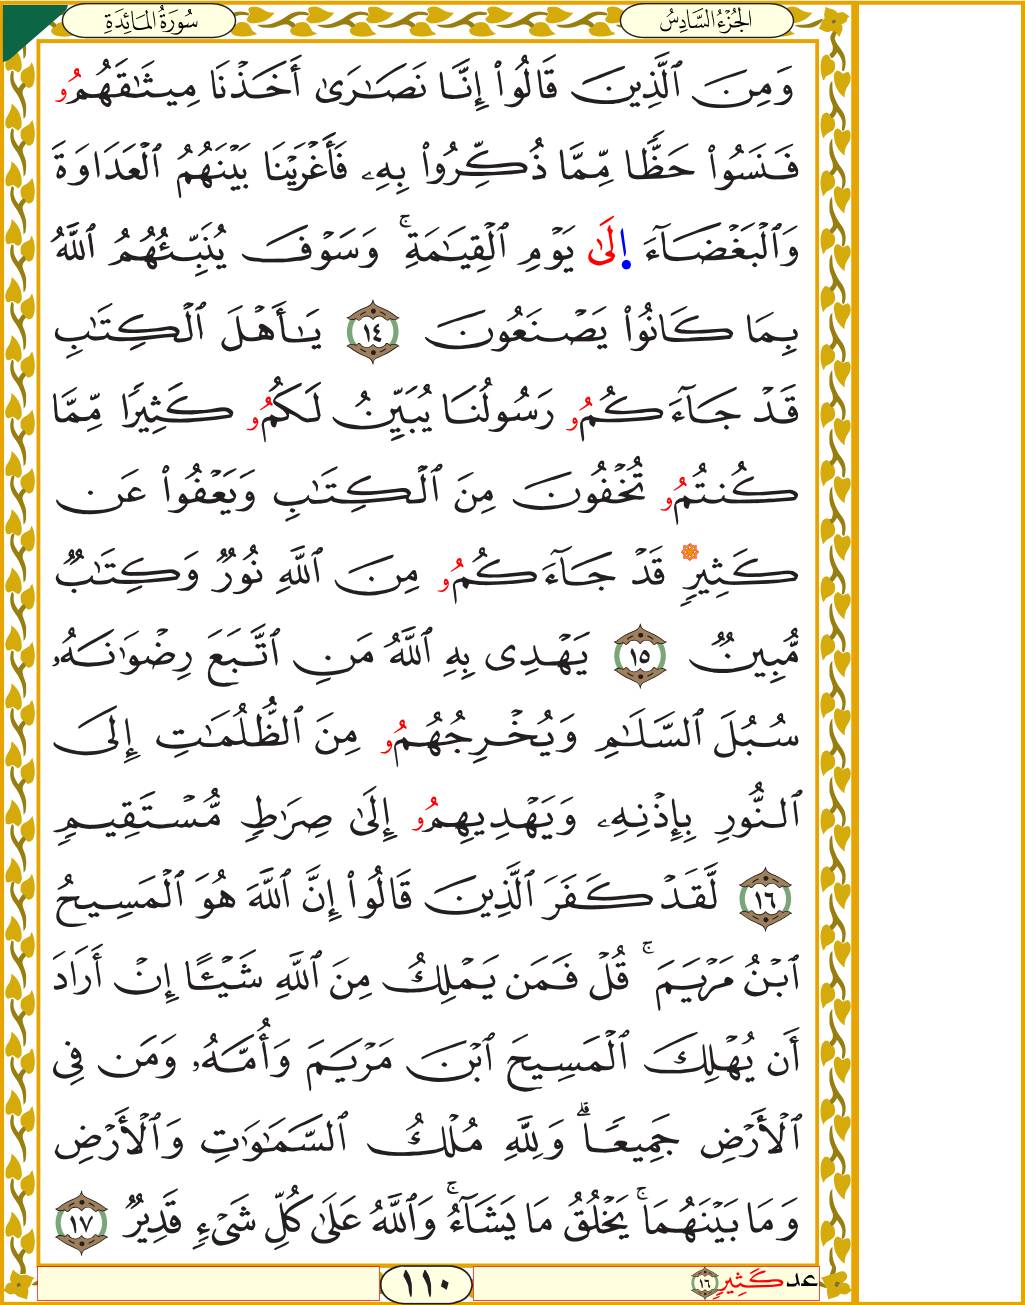 الجُزْءُ السَّادِسُ
سُورَةُ المَائِدَةِ
وَمِنَ ٱلَّذِينَ قَالُوا۟ إِنَّا نَصَـٰرَىٰ أَخَذْنَا مِيثَـٰقَهُمُو
فَنَسُوا۟ حَظًّا مِّمَّا ذُكِّرُوا۟ بِهِۦ فَأَغْرَيْنَا بَيْنَهُمُ ٱلْعَدَاوَةَ
وَٱلْبَغْضَآءَ اِ۪لَىٰ يَوْمِ ٱلْقِيَـٰمَةِ ۚ وَسَوْفَ يُنَبِّئُهُمُ ٱللَّهُ
بِمَا كَانُوا۟ يَصْنَعُونَ ١٤ يَـٰٓأَهْلَ ٱلْكِتَـٰبِ
قَدْ جَآءَكُمُو رَسُولُنَا يُبَيِّنُ لَكُمُو كَثِيرًا مِّمَّا
كُنتُمُو تُخْفُونَ مِنَ ٱلْكِتَـٰبِ وَيَعْفُوا۟ عَن
كَثِيرٍ ۞ قَدْ جَآءَكُمُو مِنَ ٱللَّهِ نُورٌ وَكِتَـٰبٌ
مُّبِينٌ ١٥ يَهْدِى بِهِ ٱللَّهُ مَنِ ٱتَّبَعَ رِضْوَٰنَهُۥ
سُبُلَ ٱلسَّلَـٰمِ وَيُخْرِجُهُمُو مِنَ ٱلظُّلُمَـٰتِ إِلَى
ٱلنُّورِ بِإِذْنِهِۦ وَيَهْدِيهِمُو إِلَىٰ صِرَٰطٍ مُّسْتَقِيمٍ
١٦ لَّقَدْ كَفَرَ ٱلَّذِينَ قَالُوا۟ إِنَّ ٱللَّهَ هُوَ ٱلْمَسِيحُ
ٱبْنُ مَرْيَمَ ۚ قُلْ فَمَن يَمْلِكُ مِنَ ٱللَّهِ شَيْـًٔا إِنْ أَرَادَ
أَن يُهْلِكَ ٱلْمَسِيحَ ٱبْنَ مَرْيَمَ وَأُمَّهُۥ وَمَن فِى
ٱلْأَرْضِ جَمِيعًا ۗ وَلِلَّهِ مُلْكُ ٱلسَّمَـٰوَٰتِ وَٱلْأَرْضِ
وَمَا بَيْنَهُمَا ۚ يَخْلُقُ مَا يَشَآءُ ۚ وَٱللَّهُ عَلَىٰ كُلِّ شَىْءٍ قَدِيرٌ ١٧
عد كَثِيرٍ ١٦
١١٠